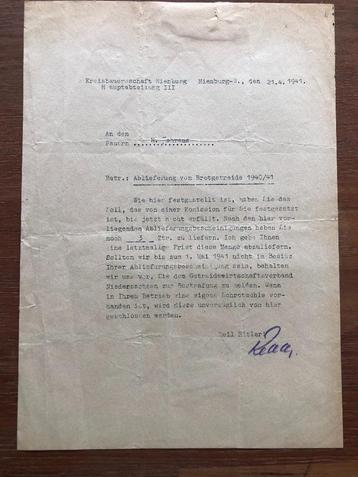 Kreisbauernschaft Nienburg Nienburg-W., den 21.4.1941.
Hauptabteilung III
An den
Bauern
Betr.: Ablieferung von Brotgetreide 1940/41
Wie hier festgestellt ist, haben Sie das
Soll, das von einer Komission für Sie festgesetzt
ist, bis jetzt nicht erfüllt. Nach den hier vor-
liegenden Ablieferungsbescheinigungen haben Sie
noch 3 Ztr. zu liefern. Ich gebe Ihnen
eine letztmalige Frist diese Menge abzuliefern.
Sollten wir bis zum 1. Mai 1941 nicht im Besitz
Ihrer Ablieferungsbescheinigung sein, behalten
wir uns vor, Sie dem Getreidewirtschaftsverband
Niedersachsen zur Bestrafung zu melden. Wenn
in Ihrem Betrieb eine eigene Schrotmühle vor-
handen ist, wird diese unverzüglich von hier
geschlossen werden.
Heil Hitler!